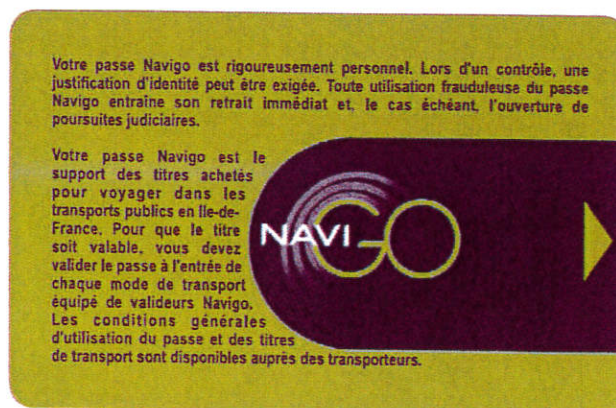 Votre passe Navigo est rigoureusement personnel. Lors d'un contrôle, une
justification d'identité peut être exigée. Toute utilisation frauduleuse du passe
Navigo entraîne son retrait immédiat et, le cas échéant, l'ouverture de
poursuites judiciaires.
Votre passe Navigo est le
support des titres achetés
pour voyager dans les
transports publics en Ile-de-
France. Pour que le titre
soit valable, vous devez
valider le passe à l'entrée de
chaque mode de transport
équipé de valideurs Navigo.
Les conditions générales
d'utilisation du passe et des titres
de transport sont disponibles auprès des transporteurs.
NAVIGO